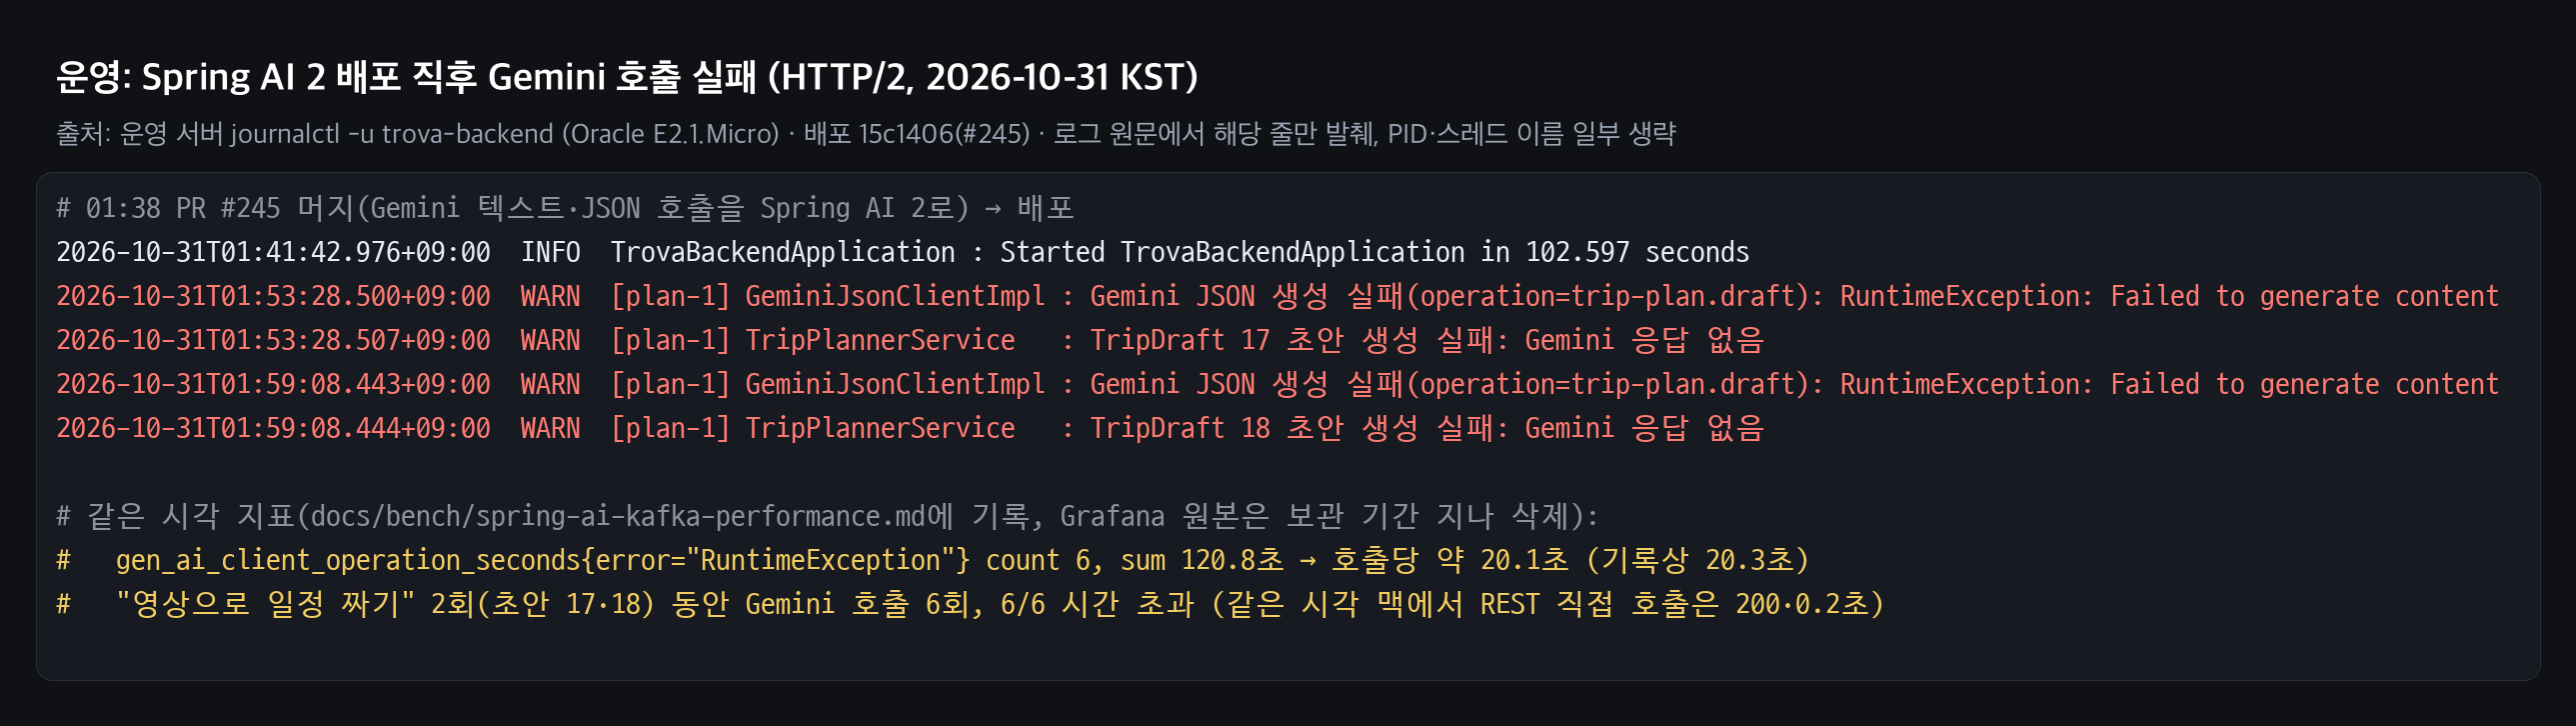 운영: Spring AI 2 배포 직후 Gemini 호출 실패 (HTTP/2, 2026-10-31 KST)
출처: 운영 서버 journalctl -u trova-backend (Oracle E2.1.Micro) · 배포 15c1406(#245) · 로그 원문에서 해당 줄만 발췌, PID·스레드 이름 일부 생략
# 01:38 PR #245 머지(Gemini 텍스트·JSON 호출을 Spring AI 2로) → 배포
2026-10-31T01:41:42.976+09:00  INFO  TrovaBackendApplication : Started TrovaBackendApplication in 102.597 seconds
2026-10-31T01:53:28.500+09:00  WARN  [plan-1] GeminiJsonClientImpl : Gemini JSON 생성 실패(operation=trip-plan.draft): RuntimeException: Failed to generate content
2026-10-31T01:53:28.507+09:00  WARN  [plan-1] TripPlannerService   : TripDraft 17 초안 생성 실패: Gemini 응답 없음
2026-10-31T01:59:08.443+09:00  WARN  [plan-1] GeminiJsonClientImpl : Gemini JSON 생성 실패(operation=trip-plan.draft): RuntimeException: Failed to generate content
2026-10-31T01:59:08.444+09:00  WARN  [plan-1] TripPlannerService   : TripDraft 18 초안 생성 실패: Gemini 응답 없음
# 같은 시각 지표(docs/bench/spring-ai-kafka-performance.md에 기록, Grafana 원본은 보관 기간 지나 삭제):
#   gen_ai_client_operation_seconds{error="RuntimeException"} count 6, sum 120.8초 → 호출당 약 20.1초 (기록상 20.3초)
#   "영상으로 일정 짜기" 2회(초안 17·18) 동안 Gemini 호출 6회, 6/6 시간 초과 (같은 시각 맥에서 REST 직접 호출은 200·0.2초)